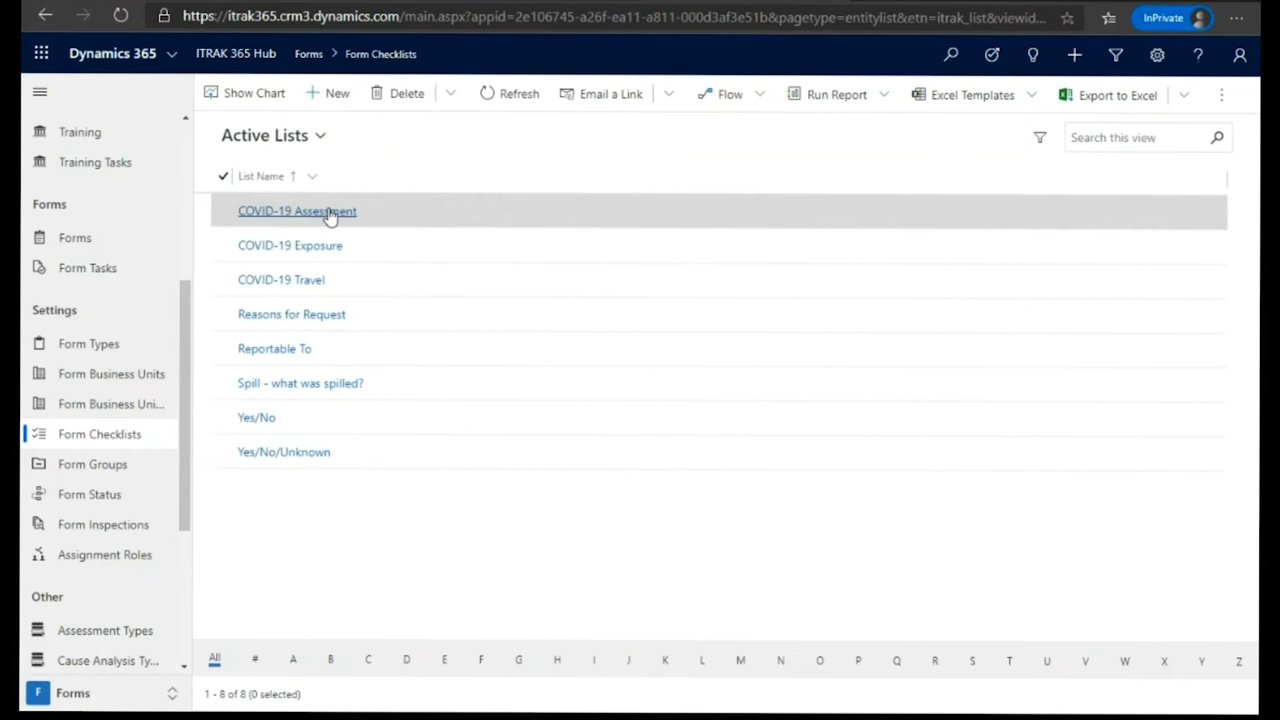 https://itrak365.crm3.dynamics.com/main.aspx?appid=2e106745-a26f-ea11-a811-000d3af3e51b&pagetype=entitylist&etn=itrak_list&viewid...
InPrivate
Dynamics 365
ITRAK 365 Hub
Forms > Form Checklists
Show Chart
New
Delete
Refresh
Email a Link
Flow
Run Report
Excel Templates
Export to Excel
Training
Training Tasks
Forms
Forms
Form Tasks
Settings
Form Types
Form Business Units
Form Business Uni...
Form Checklists
Form Groups
Form Status
Form Inspections
Assignment Roles
Other
Assessment Types
Cause Analysis Ty...
F Forms
Active Lists
Search this view
List Name
COVID-19 Assessment
COVID-19 Exposure
COVID-19 Travel
Reasons for Request
Reportable To
Spill - what was spilled?
Yes/No
Yes/No/Unknown
All # A B C D E F G H I J K L M N O P Q R S T U V W X Y Z
1 - 8 of 8 (0 selected)